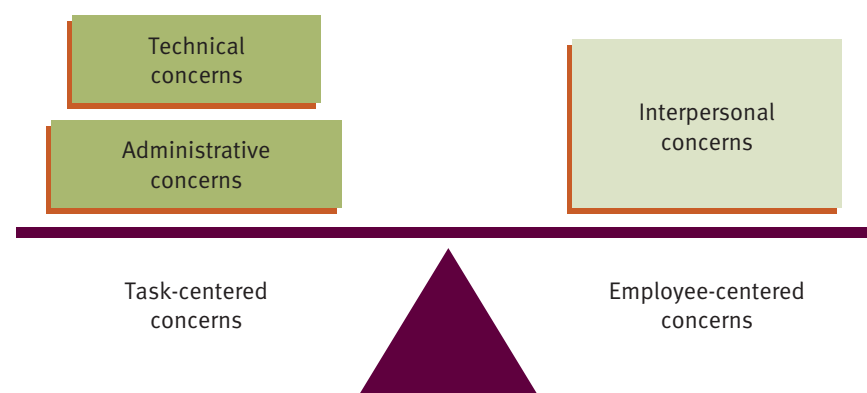 Technical
concerns
Administrative
concerns
Interpersonal
concerns
Task-centered
concerns
Employee-centered
concerns